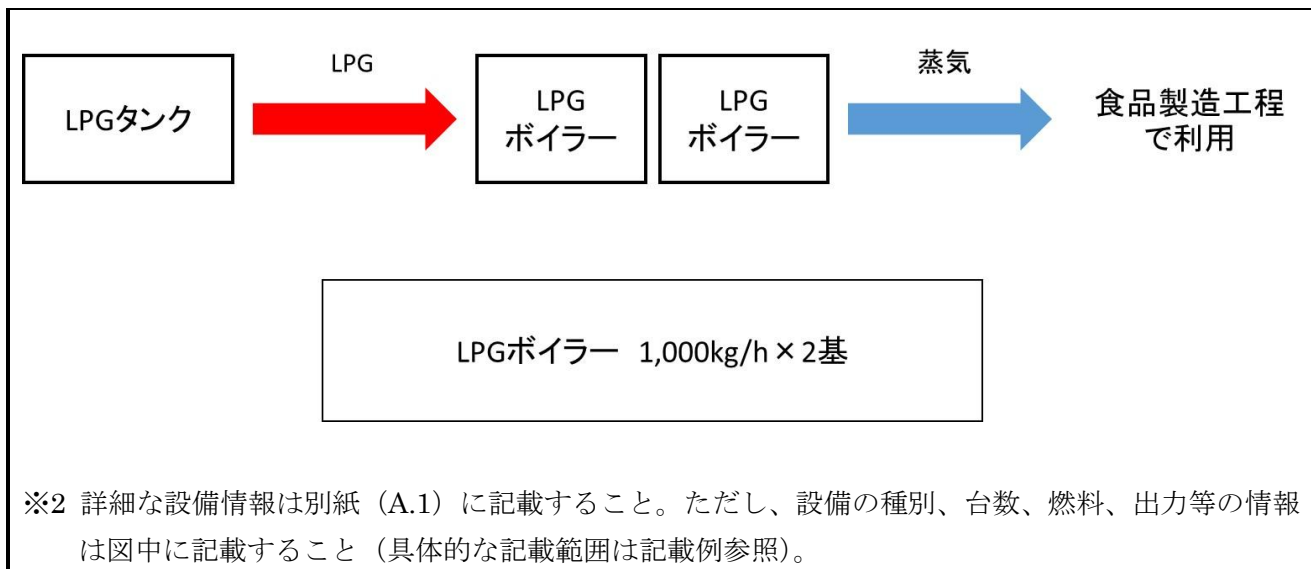 LPG
蒸気
LPGタンク
LPG
ボイラー
LPG
ボイラー
食品製造工程
で利用
LPGボイラー 1,000kg/h×2基
※2 詳細な設備情報は別紙（A.1）に記載すること。ただし、設備の種別、台数、燃料、出力等の情報
は図中に記載すること（具体的な記載範囲は記載例参照）。